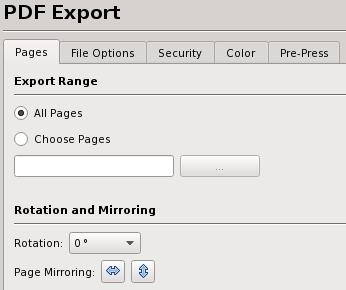 PDF Export
Pages File Options Security Color Pre-Press
Export Range
All Pages
Choose Pages
...
Rotation and Mirroring
Rotation: 0 °
Page Mirroring: